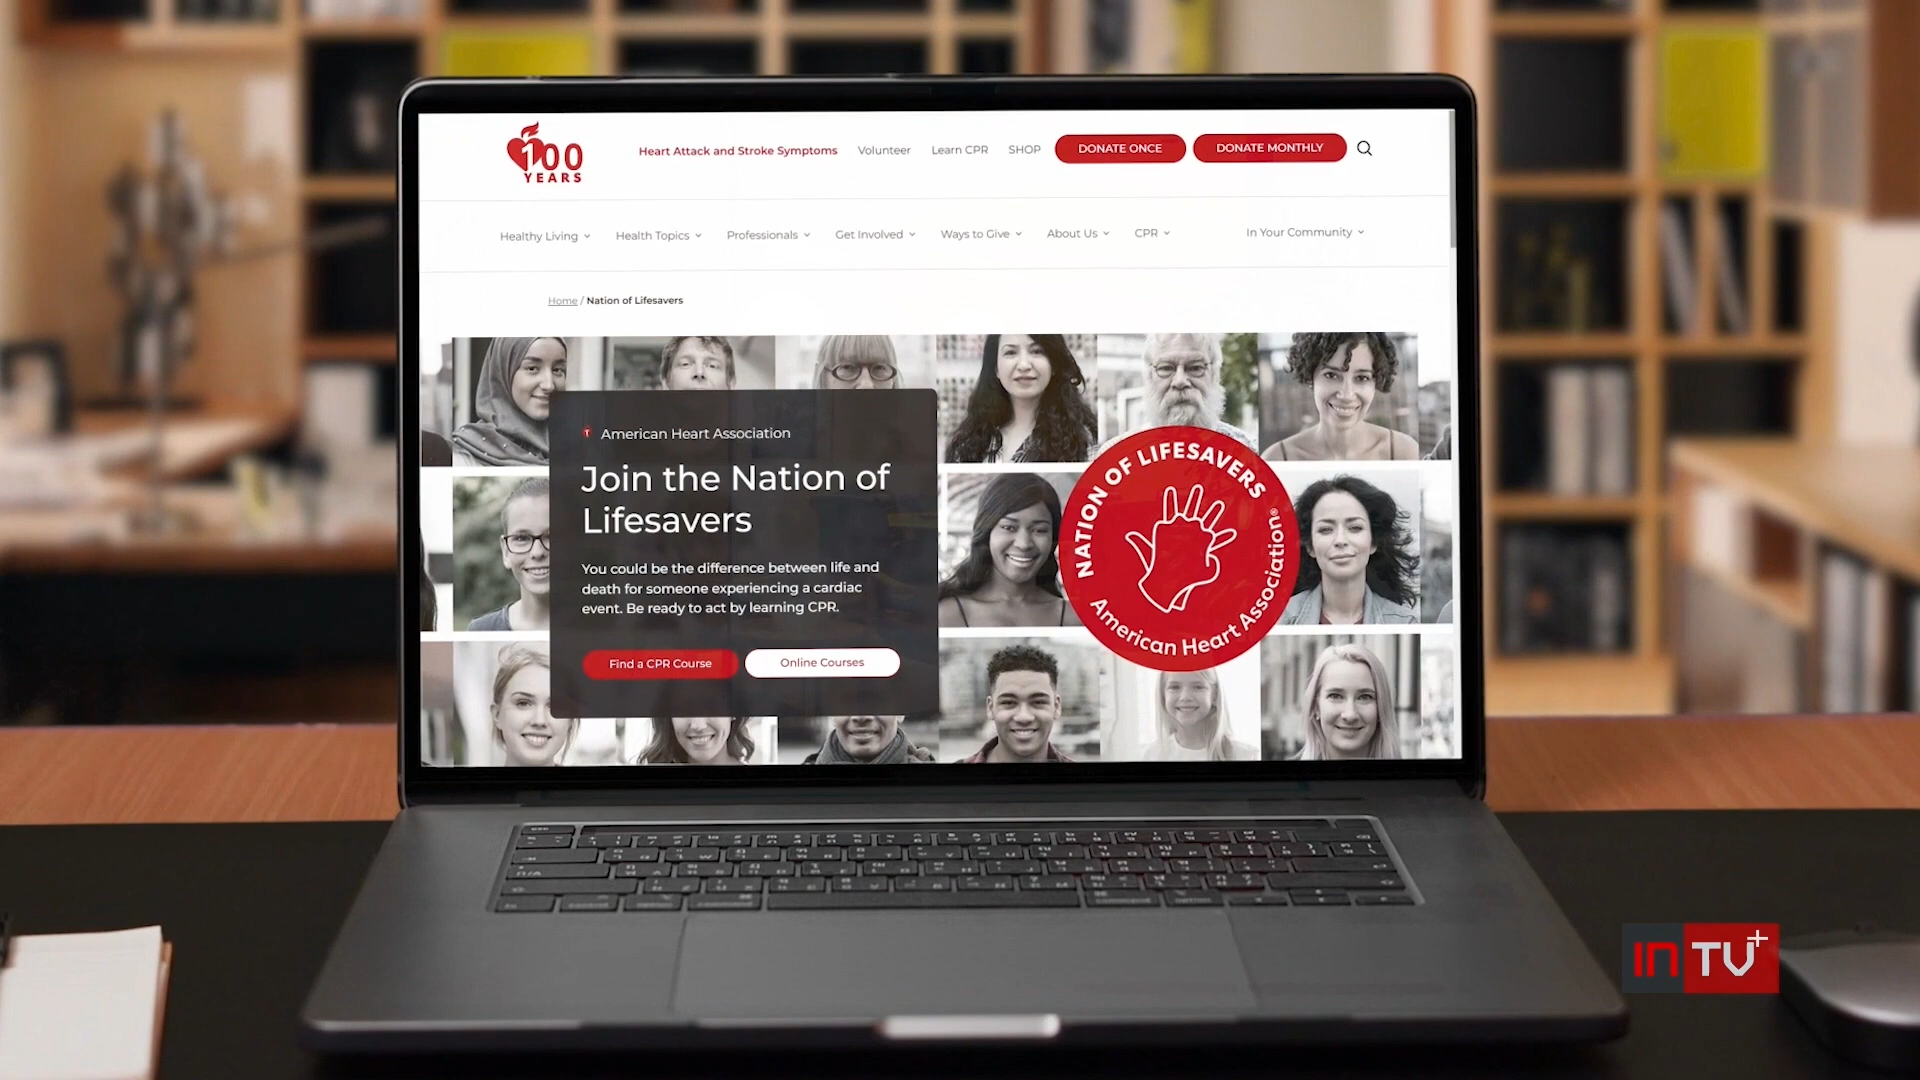 100
YEARS
Heart Attack and Stroke Symptoms
Volunteer
Learn CPR
SHOP
DONATE ONCE
DONATE MONTHLY
Healthy Living
Health Topics
Professionals
Get Involved
Ways to Give
About Us
CPR
In Your Community
Home / Nation of Lifesavers
American Heart Association
Join the Nation of
Lifesavers
You could be the difference between life and
death for someone experiencing a cardiac
event. Be ready to act by learning CPR.
Find a CPR Course
Online Courses
NATION OF LIFESAVERS
American Heart Association®
INTV+